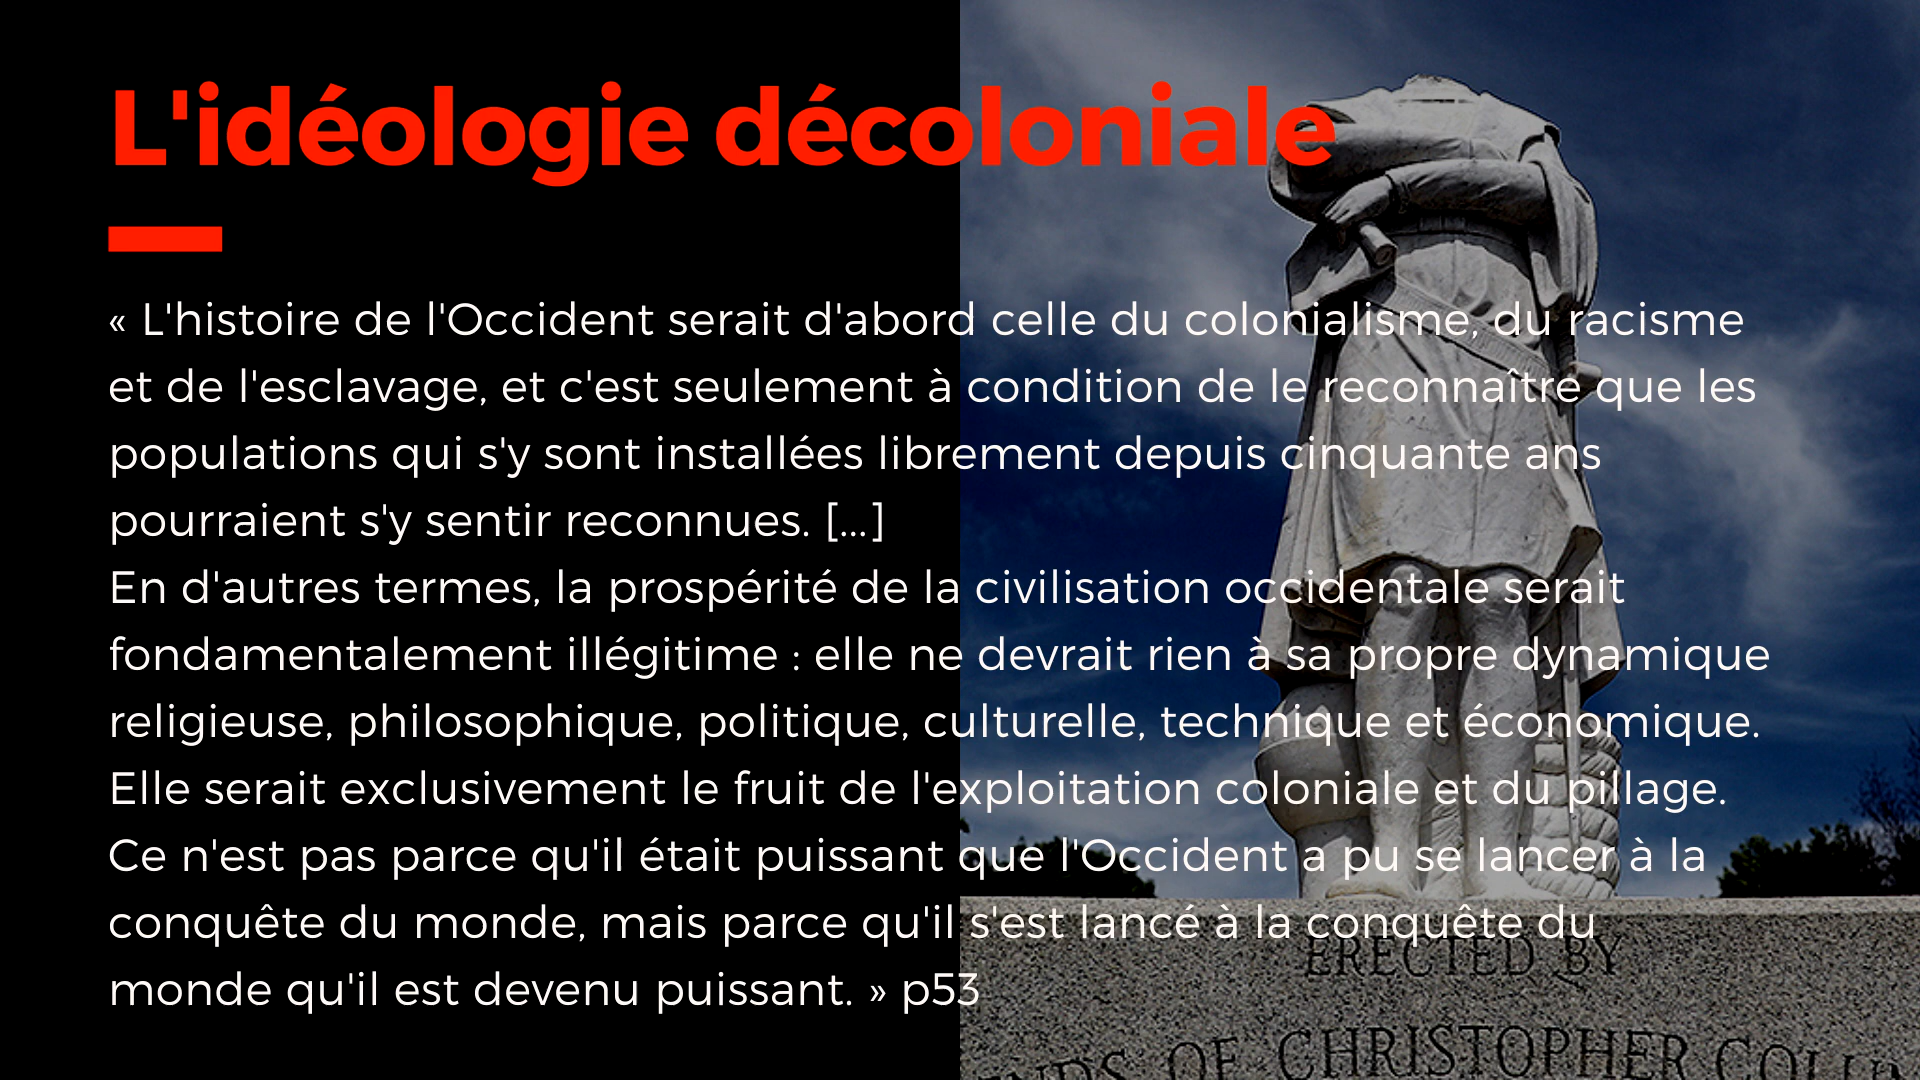 L'idéologie décoloniale
« L'histoire de l'Occident serait d'abord celle du colonialisme, du racisme
et de l'esclavage, et c'est seulement à condition de le reconnaître que les
populations qui s'y sont installées librement depuis cinquante ans
pourraient s'y sentir reconnues. [...]
En d'autres termes, la prospérité de la civilisation occidentale serait
fondamentalement illégitime : elle ne devrait rien à sa propre dynamique
religieuse, philosophique, politique, culturelle, technique et économique.
Elle serait exclusivement le fruit de l'exploitation coloniale et du pillage.
Ce n'est pas parce qu'il était puissant que l'Occident a pu se lancer à la
conquête du monde, mais parce qu'il s'est lancé à la conquête du
monde qu'il est devenu puissant. » p53
ERECTED BY
OF CHRISTOPHER